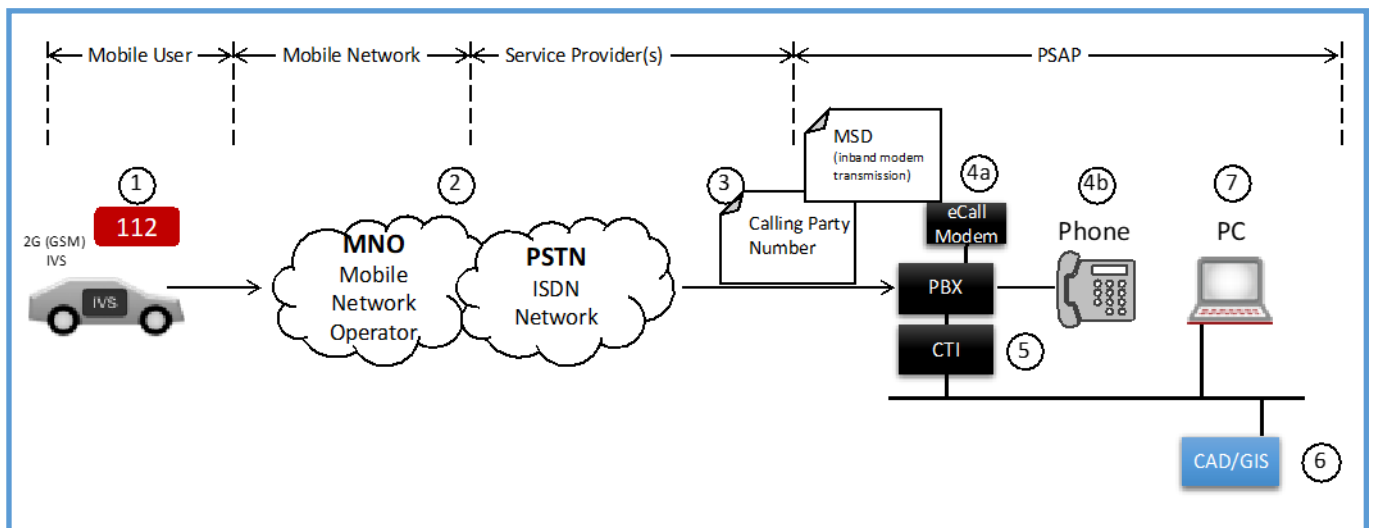 Mobile User
Mobile Network
Service Provider(s)
PSAP
1
112
2G (GSM)
IVS
IVS
2
MNO
Mobile
Network
Operator
PSTN
ISDN
Network
3
MSD
(inband modem
transmission)
Calling Party
Number
4a
eCall
Modem
PBX
CTI
5
4b
Phone
7
PC
CAD/GIS
6